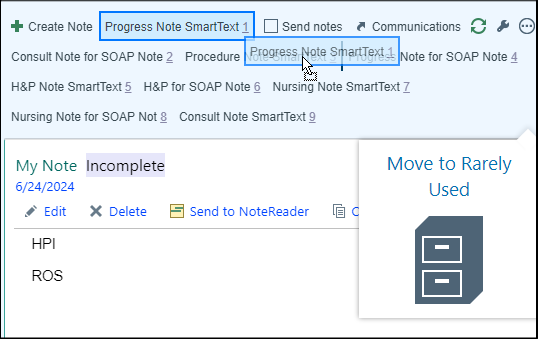 Create Note Progress Note SmartText 1 Send notes Communications
Progress Note SmartText 1
Consult Note for SOAP Note 2 Procedure Note SmartText 3 Progress Note for SOAP Note 4
H&P Note SmartText 5 H&P for SOAP Note 6 Nursing Note SmartText 7
Nursing Note for SOAP Not 8 Consult Note SmartText 9
My Note Incomplete
6/24/2024
Edit Delete Send to NoteReader
HPI
ROS
Move to Rarely
Used